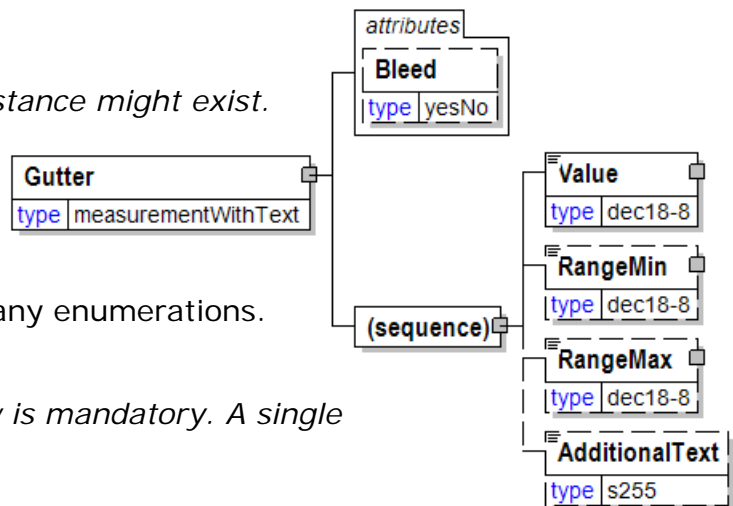 attributes
Bleed
type yesNo
stance might exist.
Gutter
type measurementWithText
Value
type dec18-8
RangeMin
type dec18-8
any enumerations.
(sequence)
RangeMax
type dec18-8
is mandatory. A single
AdditionalText
type s255